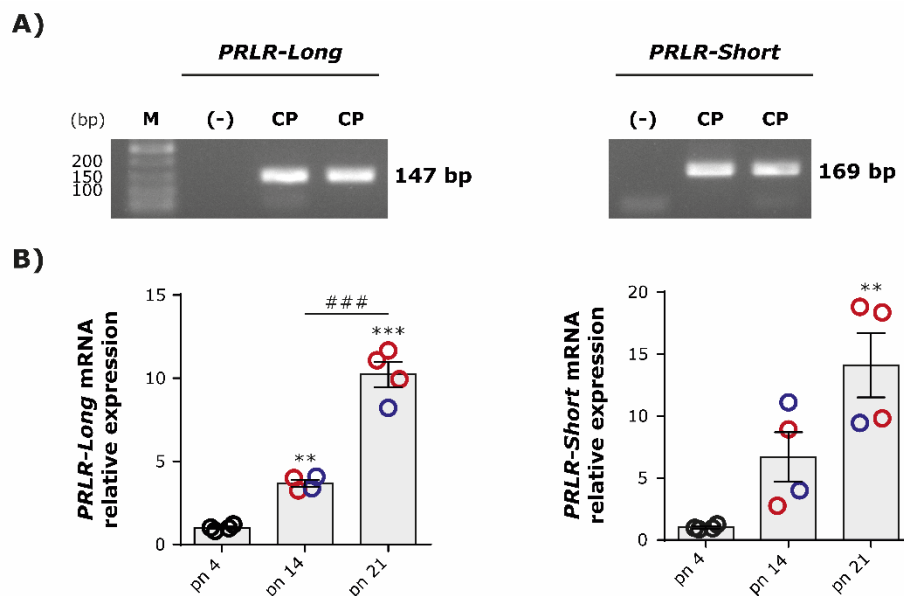 A)
PRLR-Long
PRLR-Short
(bp) M (-) CP CP
(-) CP CP
200
150
100
147 bp
169 bp
B)
PRLR-Long mRNA
relative expression
15
10
5
0
###
**
***
pn 4
pn 14
pn 21
PRLR-Short mRNA
relative expression
20
15
10
5
0
**
pn 4
pn 14
pn 21